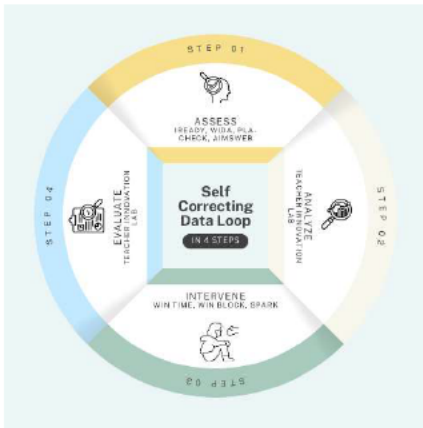 STEP 01
ASSESS
IREADY, WIDA, PLA-
CHECK, AIMSWEB
Self
Correcting
Data Loop
IN 4 STEPS
STEP 02
ANALYZE
TEACHER INNOVATION
LAB
INTERVENE
WIN TIME, WIN BLOCK, SPARK
STEP 03
STEP 04
EVALUATE
TEACHER INNOVATION
LAB